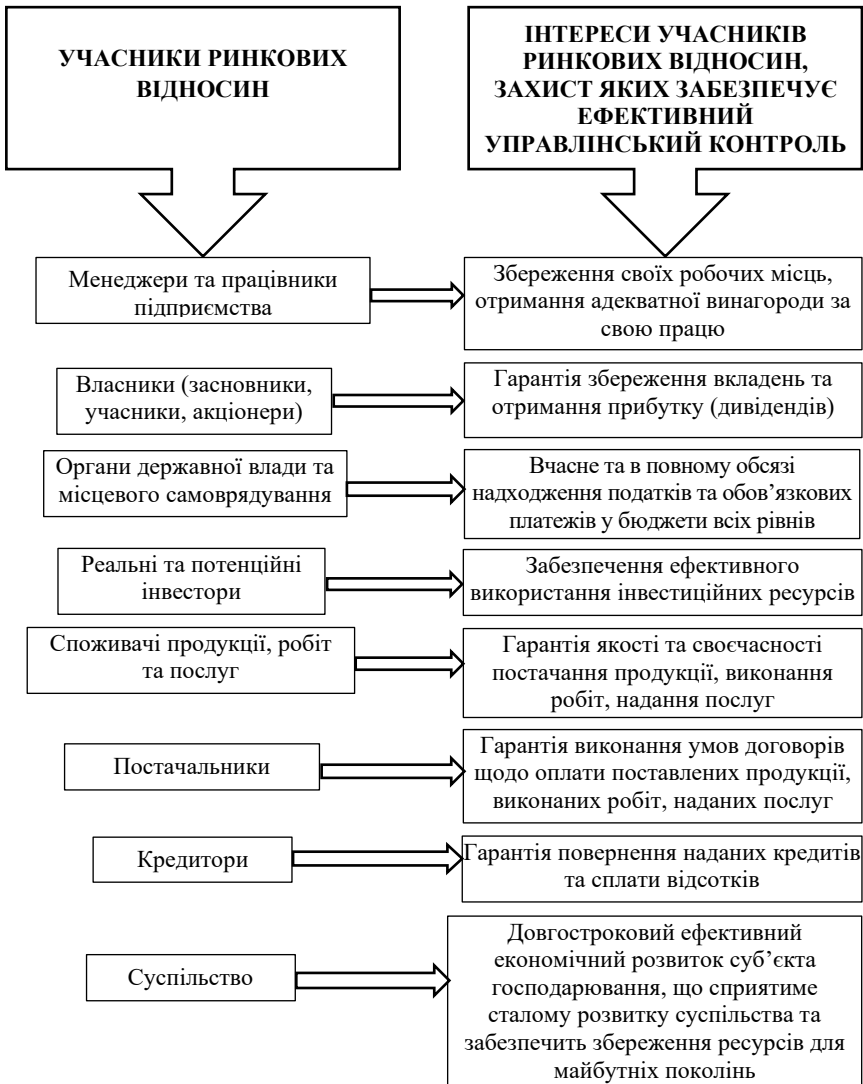 УЧАСНИКИ РИНКОВИХ
ВІДНОСИН
ІНТЕРЕСИ УЧАСНИКІВ
РИНКОВИХ ВІДНОСИН,
ЗАХИСТ ЯКИХ ЗАБЕЗПЕЧУЄ
ЕФЕКТИВНИЙ
УПРАВЛІНСЬКИЙ КОНТРОЛЬ
Менеджери та працівники
підприємства
Збереження своїх робочих місць,
отримання адекватної винагороди за
свою працю
Власники (засновники,
учасники, акціонери)
Гарантія збереження вкладень та
отримання прибутку (дивідендів)
Органи державної влади та
місцевого самоврядування
Вчасне та в повному обсязі
надходження податків та обов’язкових
платежів у бюджети всіх рівнів
Реальні та потенційні
інвестори
Забезпечення ефективного
використання інвестиційних ресурсів
Споживачі продукції, робіт
та послуг
Гарантія якості та своєчасності
постачання продукції, виконання
робіт, надання послуг
Постачальники
Гарантія виконання умов договорів
щодо оплати поставлених продукції,
виконаних робіт, наданих послуг
Кредитори
Гарантія повернення наданих кредитів
та сплати відсотків
Суспільство
Довгостроковий ефективний
економічний розвиток суб’єкта
господарювання, що сприятиме
сталому розвитку суспільства та
забезпечить збереження ресурсів для
майбутніх поколінь